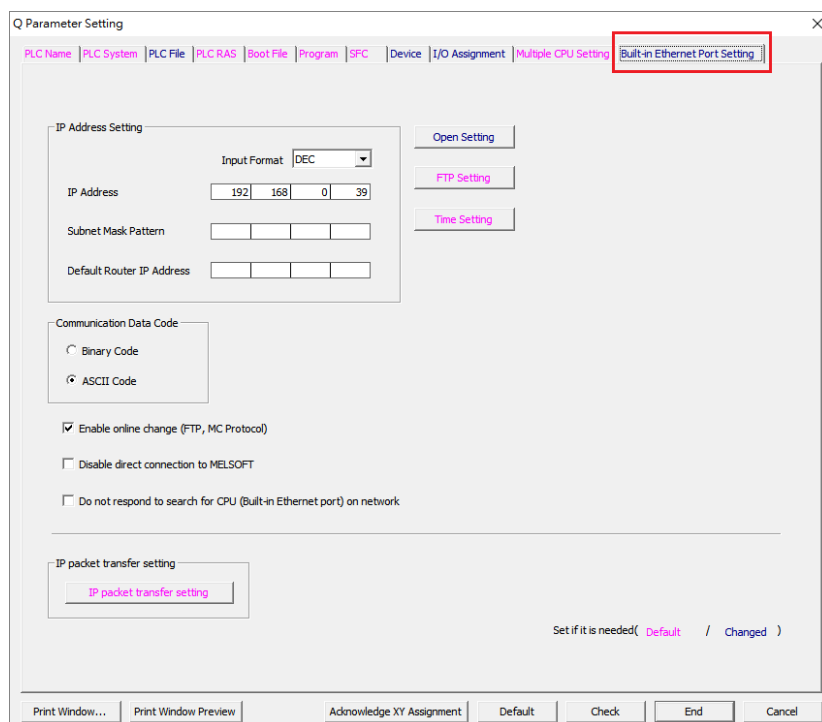 Q Parameter Setting
PLC Name PLC System PLC File PLC RAS Boot File Program SFC Device I/O Assignment Multiple CPU Setting Built-in Ethernet Port Setting
IP Address Setting
Input Format DEC
IP Address 192 168 0 39
Subnet Mask Pattern
Default Router IP Address
Open Setting
FTP Setting
Time Setting
Communication Data Code
Binary Code
ASCII Code
Enable online change (FTP, MC Protocol)
Disable direct connection to MELSOFT
Do not respond to search for CPU (Built-in Ethernet port) on network
IP packet transfer setting
IP packet transfer setting
Set if it is needed( Default / Changed )
Print Window... Print Window Preview Acknowledge XY Assignment Default Check End Cancel